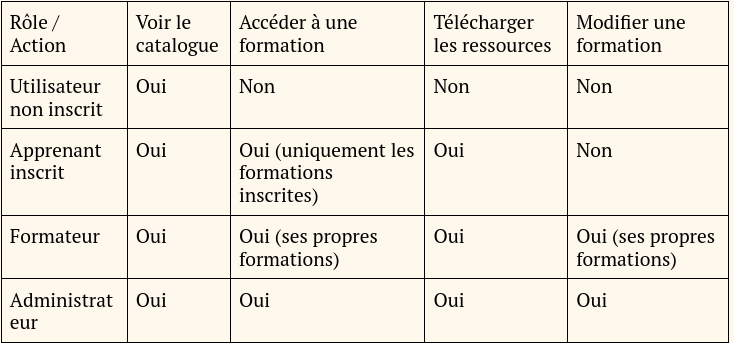 Rôle / Action | Voir le catalogue | Accéder à une formation | Télécharger les ressources | Modifier une formation
Utilisateur non inscrit | Oui | Non | Non | Non
Apprenant inscrit | Oui | Oui (uniquement les formations inscrites) | Oui | Non
Formateur | Oui | Oui (ses propres formations) | Oui | Oui (ses propres formations)
Administrateur | Oui | Oui | Oui | Oui